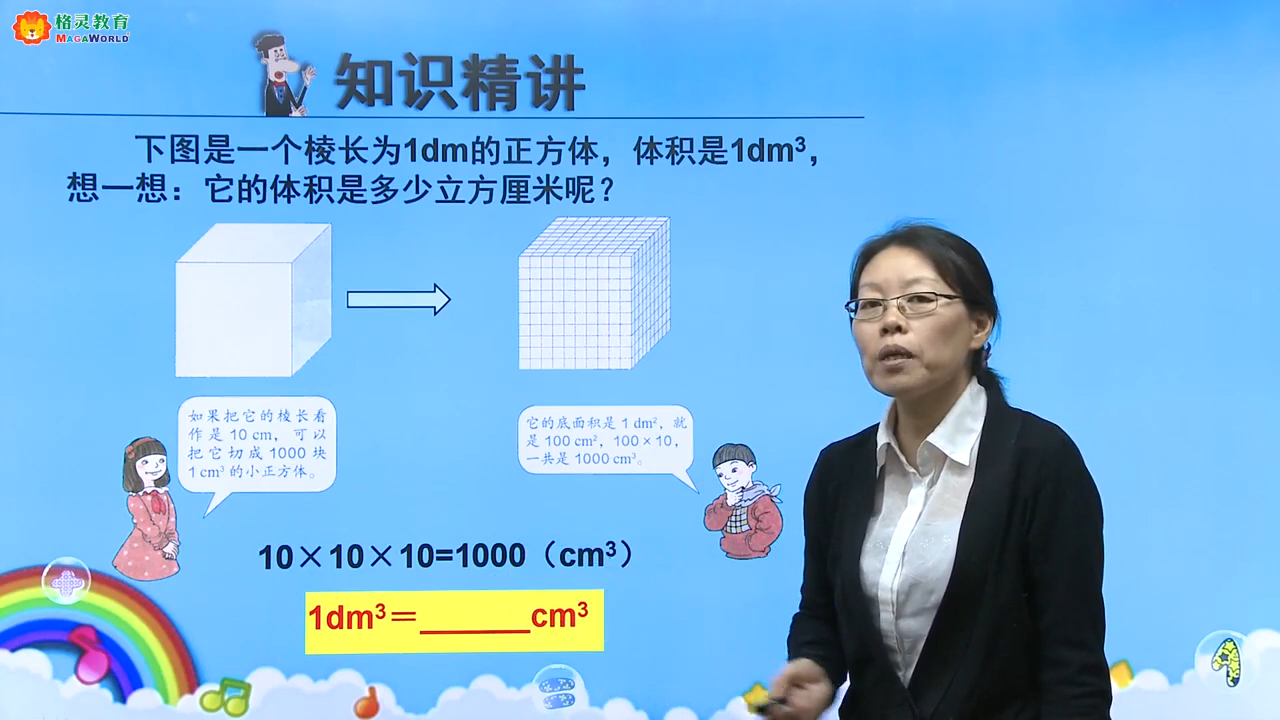 格灵教育
MAGAWORLD
知识精讲
下图是一个棱长为1dm的正方体，体积是1dm³，
想一想：它的体积是多少立方厘米呢？
如果把它的棱长看
作是10 cm，可以
把它切成1000块
1 cm³的小正方体。
它的底面积是1 dm²，就
是100 cm²，100×10，
一共是1000 cm³。
10×10×10=1000（cm³）
1dm³＝______cm³